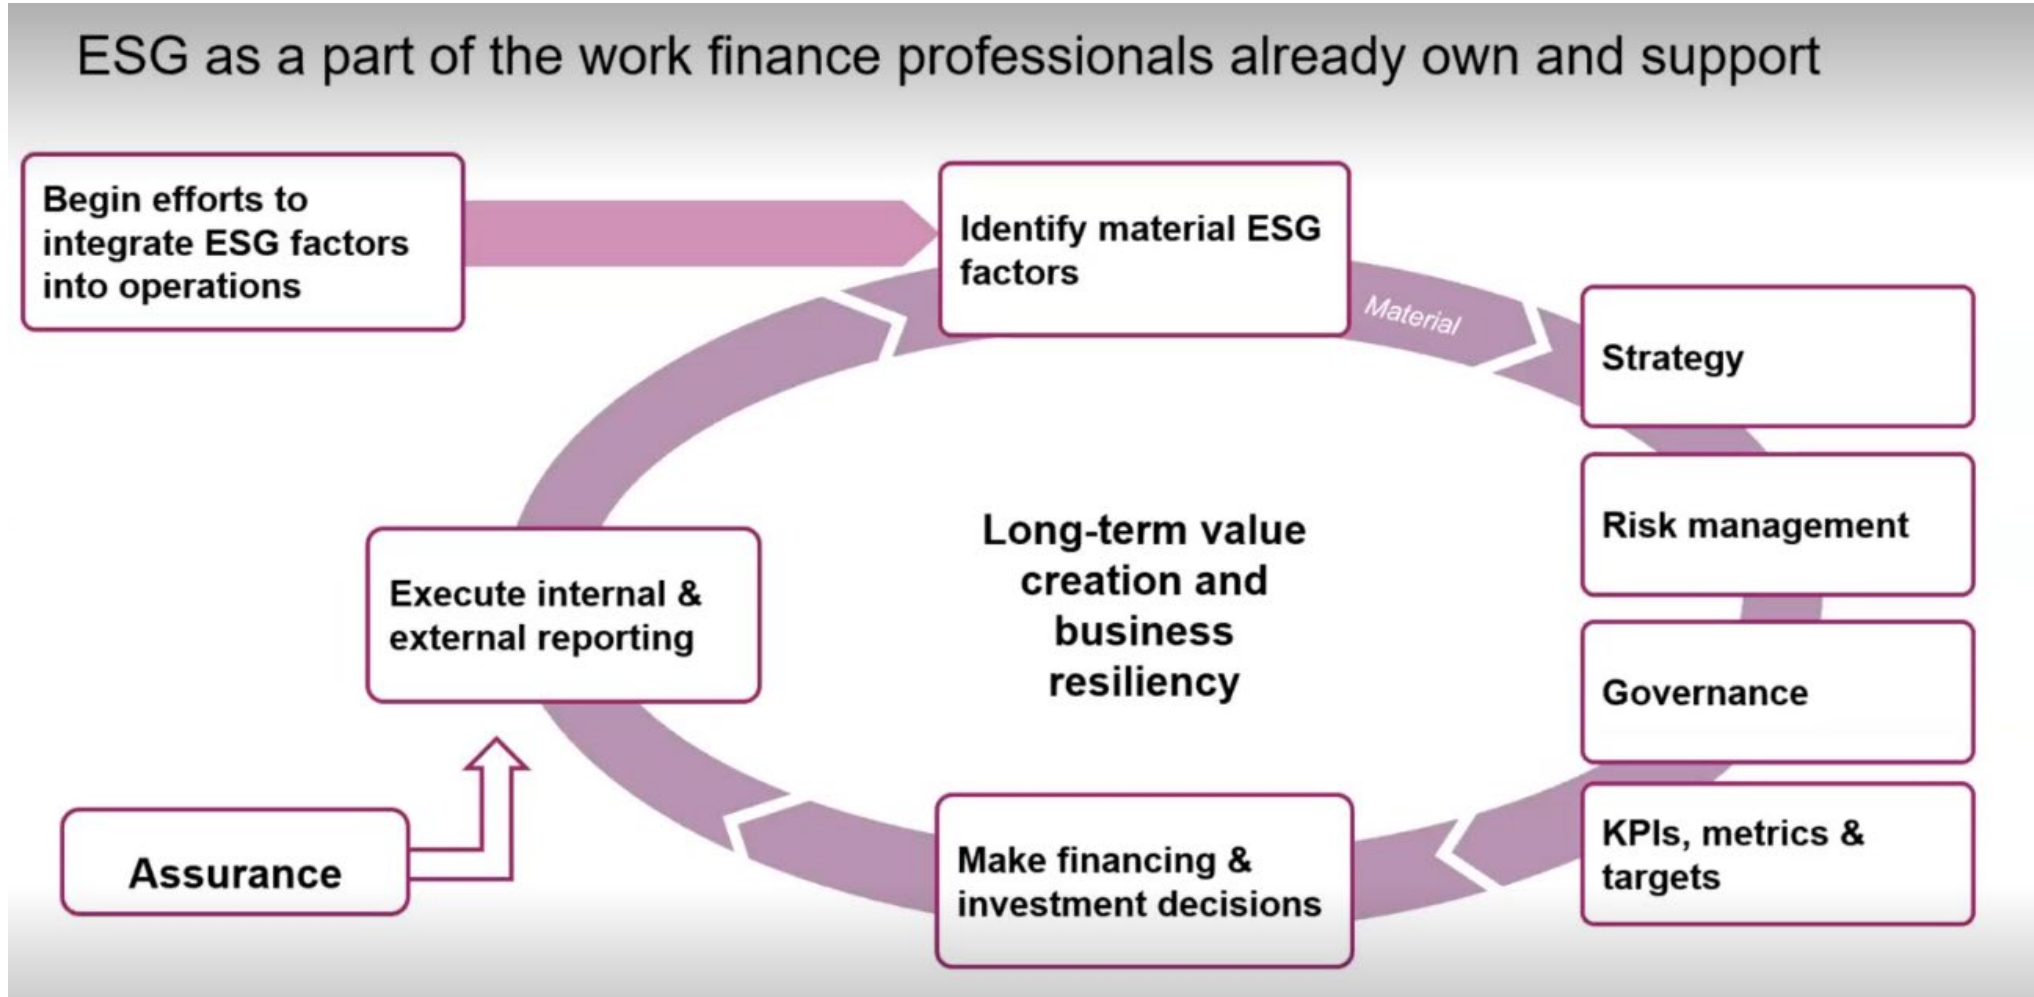 ESG as a part of the work finance professionals already own and support
Begin efforts to
integrate ESG factors
into operations
Identify material ESG
factors
Material
Strategy
Risk management
Governance
KPIs, metrics &
targets
Make financing &
investment decisions
Execute internal &
external reporting
Assurance
Long-term value
creation and
business
resiliency